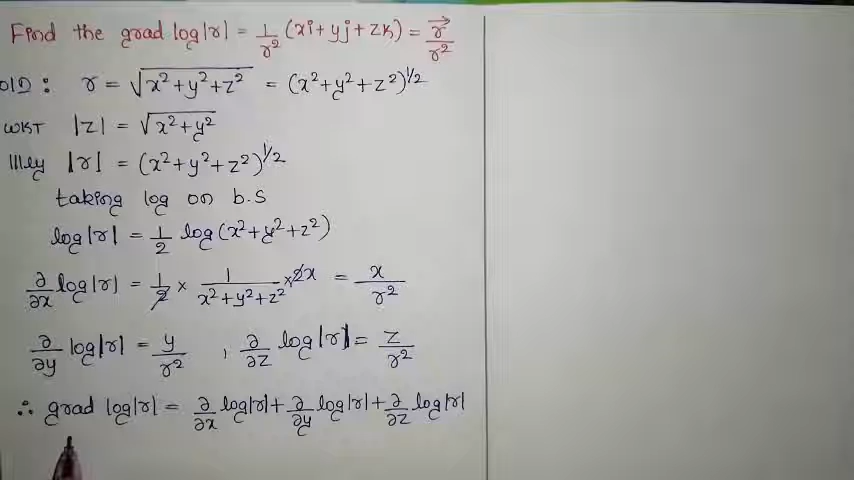 Find the grad log|r| = 1/r² (xi + yj + zk) = r⃗/r²
olD : r = √x²+y²+z² = (x²+y²+z²)^1/2
WKT |z| = √x²+y²
|||ey |r| = (x²+y²+z²)^1/2
taking log on b.s
log|r| = 1/2 log(x²+y²+z²)
∂/∂x log|r| = 1/2 × 1/x²+y²+z² × 2x = x/r²
∂/∂y log|r| = y/r² , ∂/∂z log|r| = z/r²
∴ grad log|r| = ∂/∂x log|r| + ∂/∂y log|r| + ∂/∂z log|r|